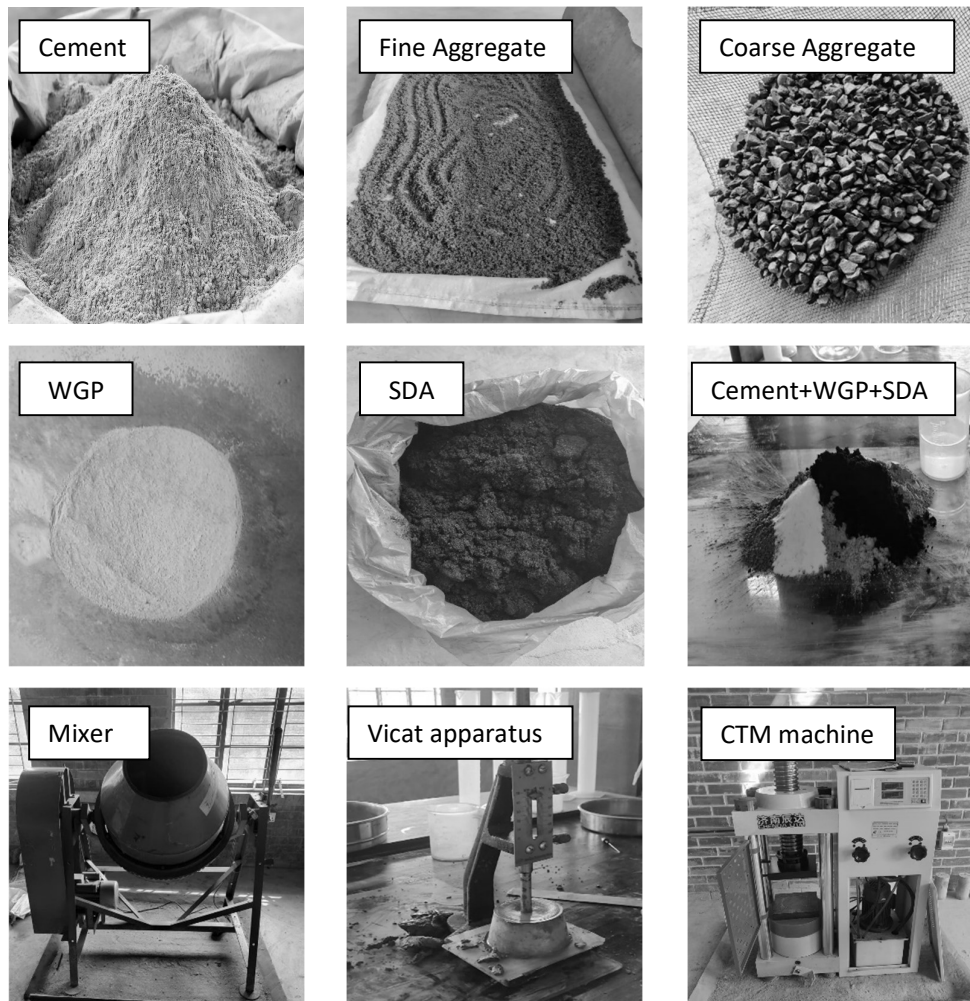 Cement
Fine Aggregate
Coarse Aggregate
WGP
SDA
Cement+WGP+SDA
Mixer
Vicat apparatus
CTM machine